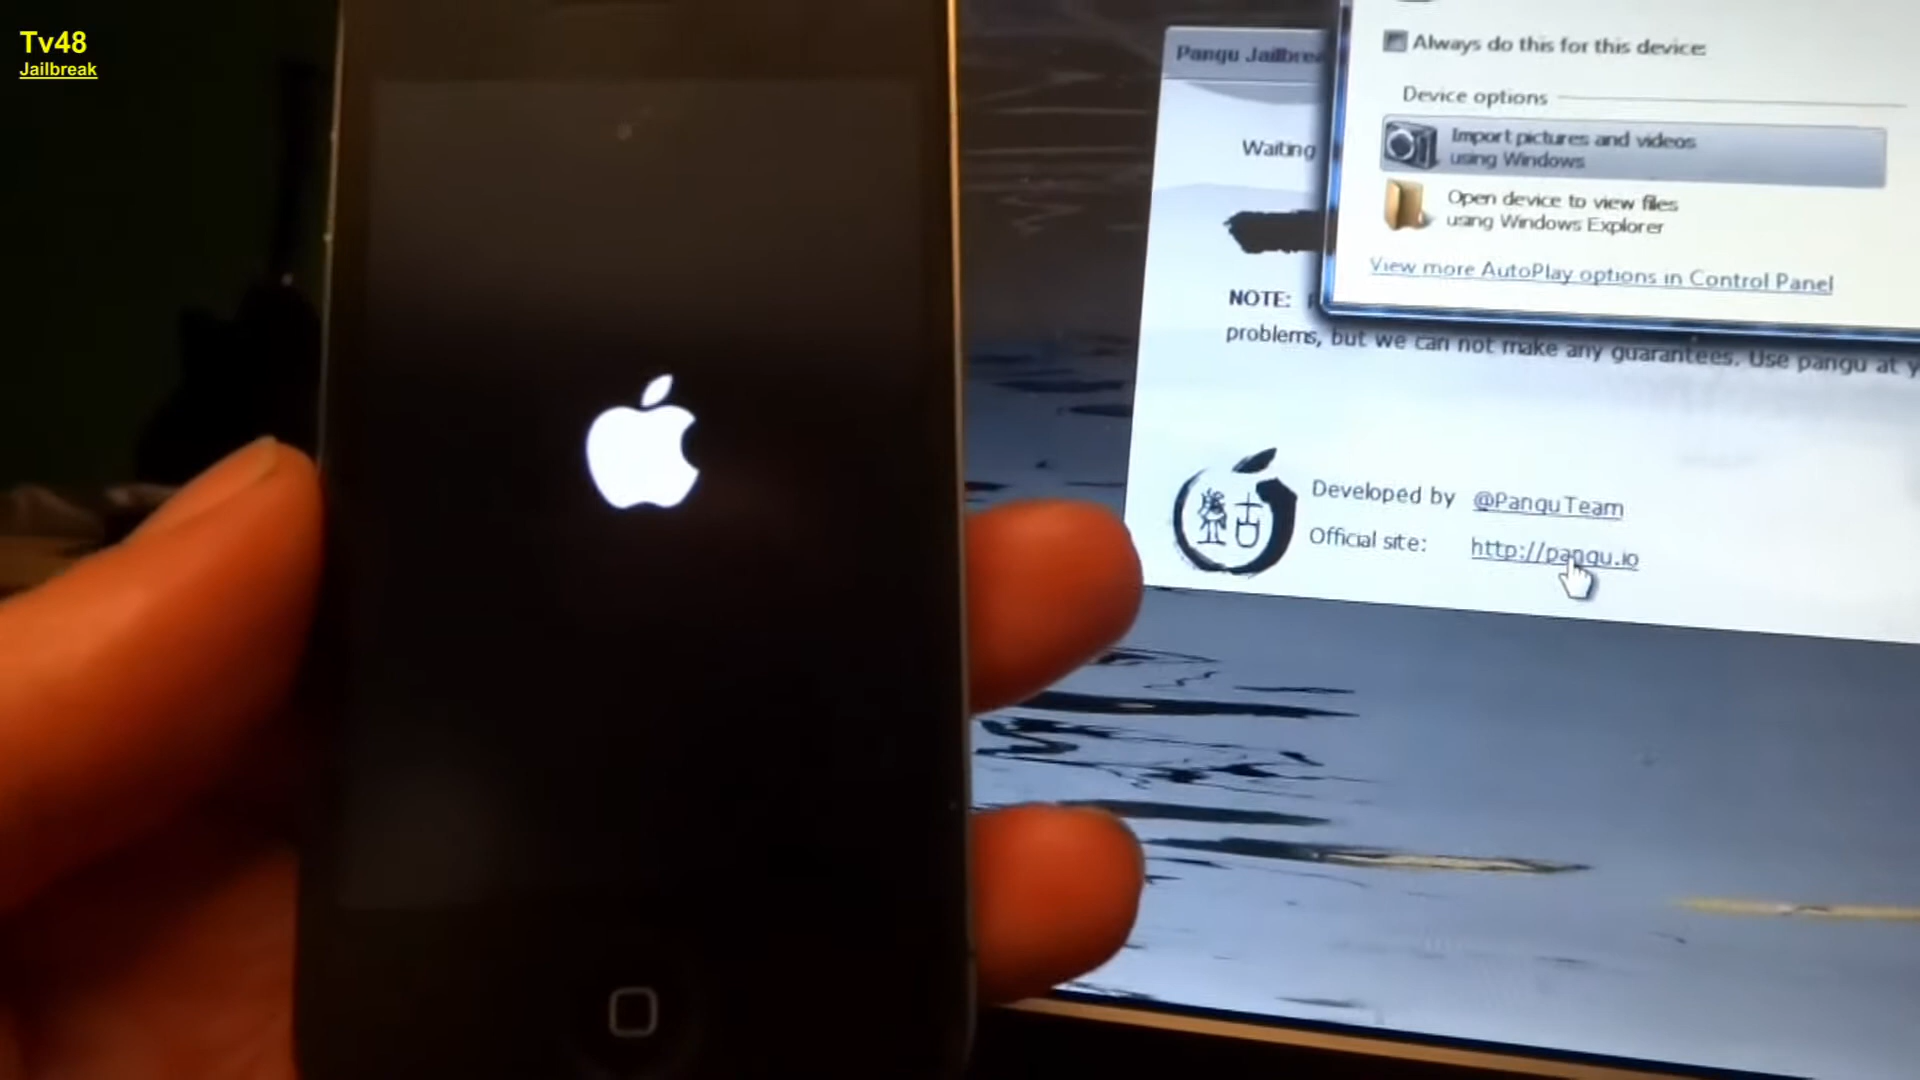 Tv48
Jailbreak
Pangu
Always do this for this device:
Device options
Import pictures and videos
using Windows
Open device to view files
using Windows Explorer
View more AutoPlay options in Control Panel
Waiting
NOTE:
problems, but we can not make any guarantees. Use pangu at
盤古
Developed by @PanguTeam
Official site: http://pangu.io